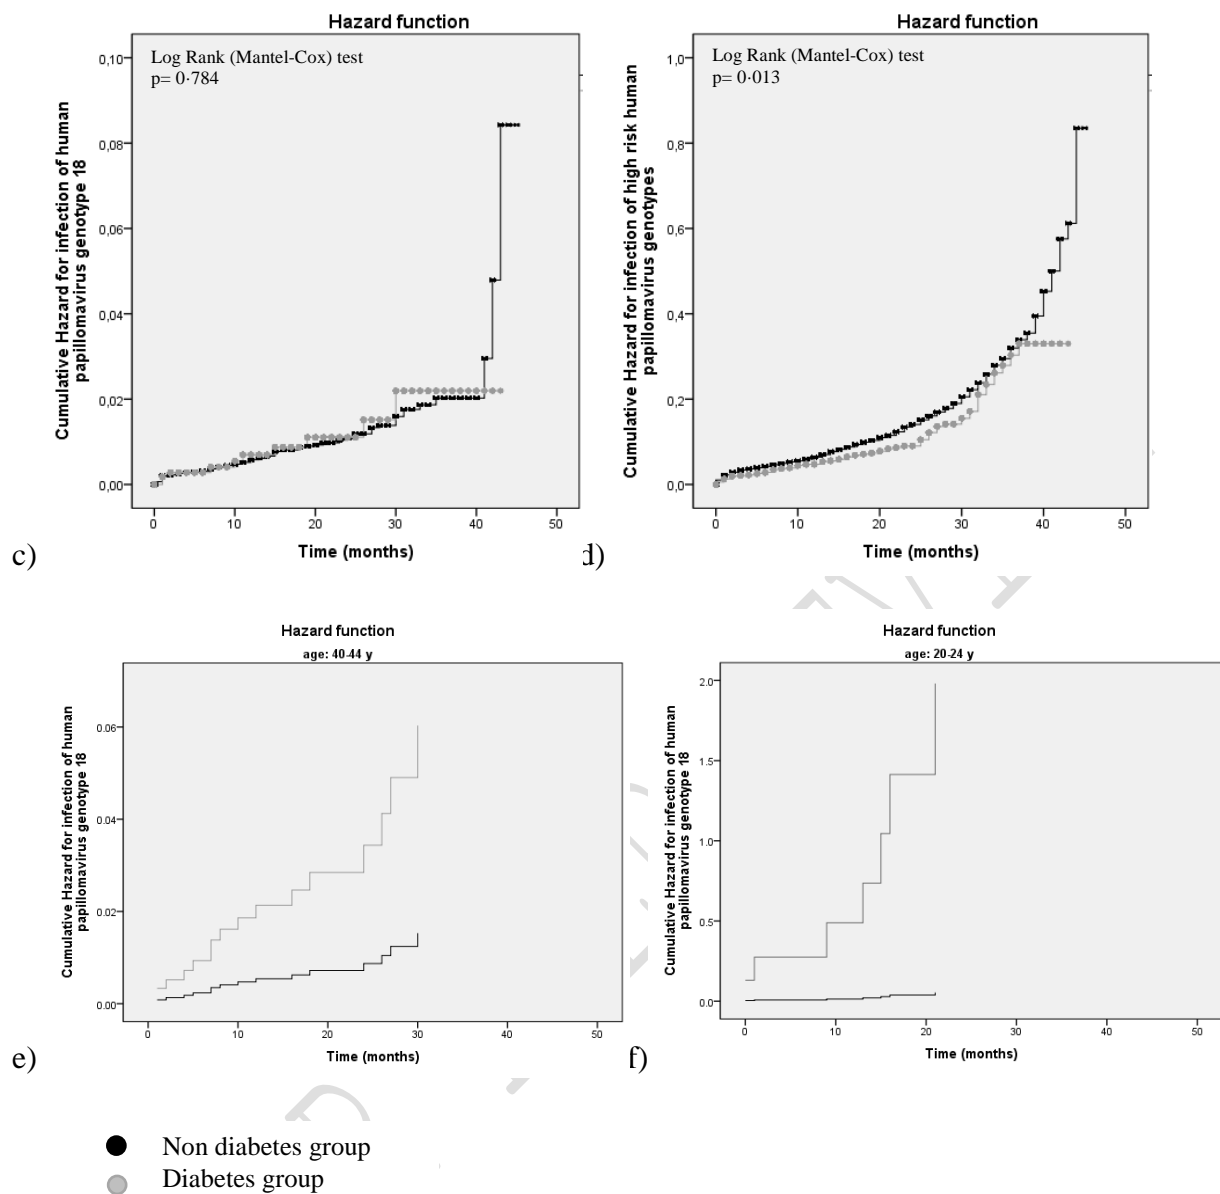 Hazard function
Log Rank (Mantel-Cox) test
p= 0·784
Cumulative Hazard for infection of human
papillomavirus genotype 18
0,10
0,08
0,06
0,04
0,02
0,00
0 10 20 30 40 50
Time (months)
c)
Hazard function
Log Rank (Mantel-Cox) test
p= 0·013
Cumulative Hazard for infection of high risk human
papillomavirus genotypes
1,0
0,8
0,6
0,4
0,2
0,0
0 10 20 30 40 50
Time (months)
d)
Hazard function
age: 40-44 y
Cumulative Hazard for infection of human
papillomavirus genotype 18
0.06
0.04
0.02
0.00
0 10 20 30 40 50
Time (months)
e)
Hazard function
age: 20-24 y
Cumulative Hazard for infection of human
papillomavirus genotype 18
2.0
1.5
1.0
0.5
0.0
0 10 20 30 40 50
Time (months)
f)
Non diabetes group
Diabetes group